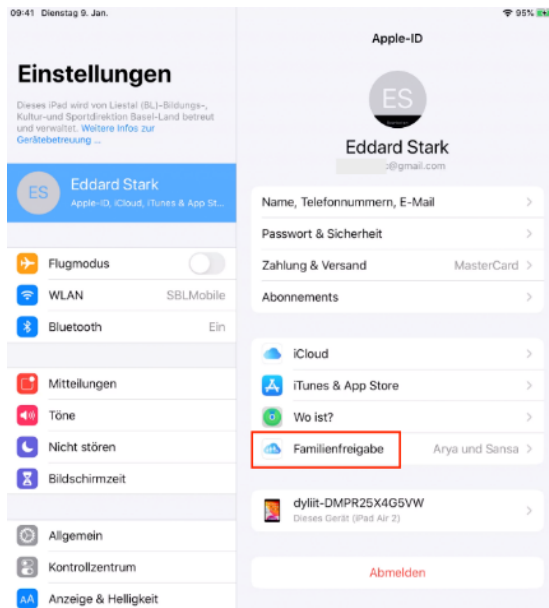 09:41 Dienstag 9. Jan.
95%
Einstellungen
Dieses iPad wird von Liestal (BL)-Bildungs-,
Kultur-und Sportdirektion Basel-Land betreut
und verwaltet. Weitere Infos zur
Gerätebetreuung ...
ES
Eddard Stark
Apple-ID, iCloud, iTunes & App St...
Flugmodus
WLAN SBLMobile
Bluetooth Ein
Mitteilungen
Töne
Nicht stören
Bildschirmzeit
Allgemein
Kontrollzentrum
AA Anzeige & Helligkeit
Apple-ID
ES
Eddard Stark
@gmail.com
Name, Telefonnummern, E-Mail
Passwort & Sicherheit
Zahlung & Versand MasterCard
Abonnements
iCloud
iTunes & App Store
Wo ist?
Familienfreigabe Arya und Sansa
dyliit-DMPR25X4G5VW
Dieses Gerät (iPad Air 2)
Abmelden